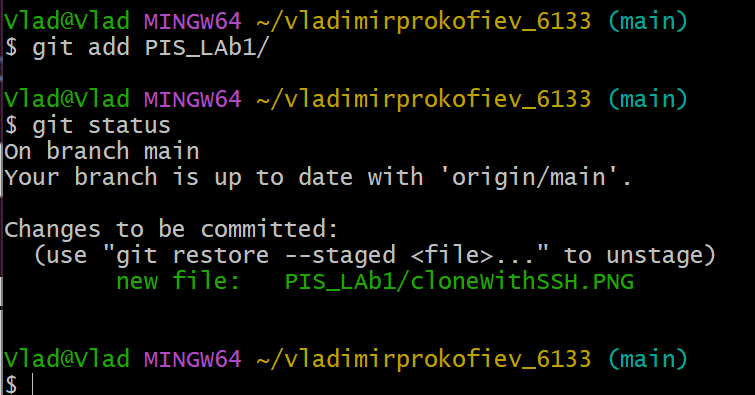 Vlad@Vlad MINGW64 ~/vladimirprokofiev_6133 (main)
$ git add PIS_LAb1/
Vlad@Vlad MINGW64 ~/vladimirprokofiev_6133 (main)
$ git status
On branch main
Your branch is up to date with 'origin/main'.
Changes to be committed:
  (use "git restore --staged <file>..." to unstage)
        new file:   PIS_LAb1/cloneWithSSH.PNG
Vlad@Vlad MINGW64 ~/vladimirprokofiev_6133 (main)
$